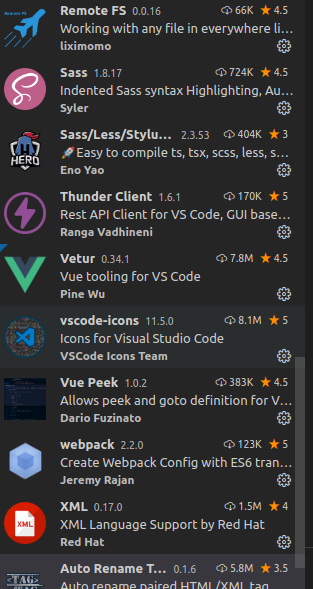 Remote FS 0.0.16 66K ★ 4.5
Working with any file in everywhere li...
liximomo
Sass 1.8.17 724K ★ 4.5
Indented Sass syntax Highlighting, Au...
Syler
Sass/Less/Stylu... 2.3.53 404K ★ 3
🚀Easy to compile ts, tsx, scss, less, s...
Eno Yao
HERO
Thunder Client 1.6.1 170K ★ 5
Rest API Client for VS Code, GUI base...
Ranga Vadhineni
Vetur 0.34.1 7.8M ★ 4.5
Vue tooling for VS Code
Pine Wu
vscode-icons 11.5.0 8.1M ★ 5
Icons for Visual Studio Code
VSCode Icons Team
Vue Peek 1.0.2 383K ★ 4.5
Allows peek and goto definition for V...
Dario Fuzinato
webpack 2.2.0 123K ★ 5
Create Webpack Config with ES6 tran...
Jeremy Rajan
XML 0.17.0 1.5M ★ 4
XML Language Support by Red Hat
Red Hat
XML
Auto Rename T... 0.1.6 5.8M ★ 3.5
Auto rename paired HTML/XML tag
TAG